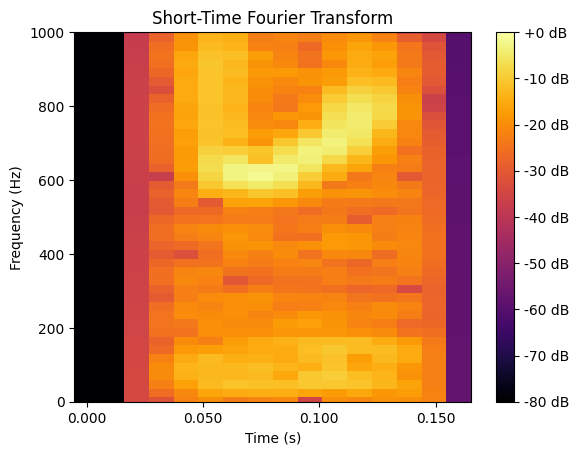 Short-Time Fourier Transform
1000
800
600
400
200
0
Frequency (Hz)
0.000
0.050
0.100
0.150
Time (s)
+0 dB
-10 dB
-20 dB
-30 dB
-40 dB
-50 dB
-60 dB
-70 dB
-80 dB